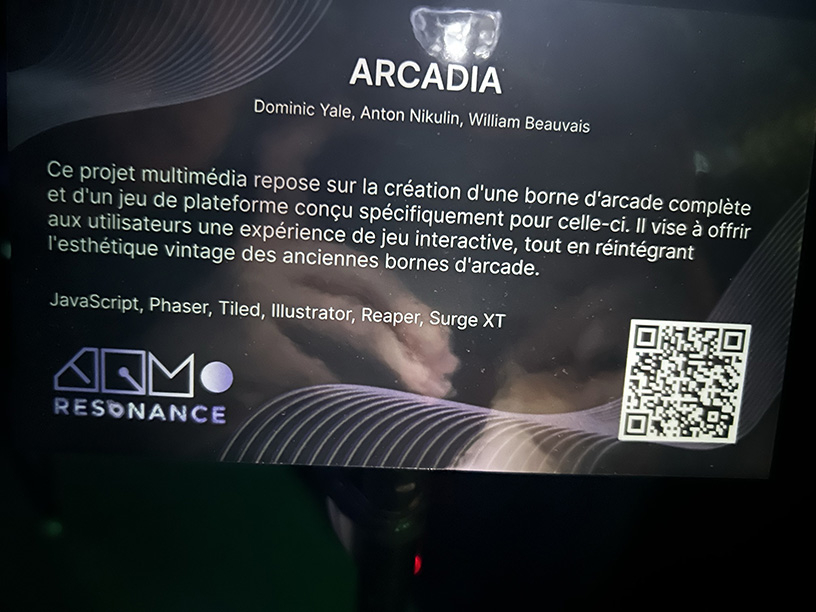 ARCADIA
Dominic Yale, Anton Nikulin, William Beauvais
Ce projet multimédia repose sur la création d'une borne d'arcade complète
et d'un jeu de plateforme conçu spécifiquement pour celle-ci. Il vise à offrir
aux utilisateurs une expérience de jeu interactive, tout en réintégrant
l'esthétique vintage des anciennes bornes d'arcade.
JavaScript, Phaser, Tiled, Illustrator, Reaper, Surge XT
RESONANCE